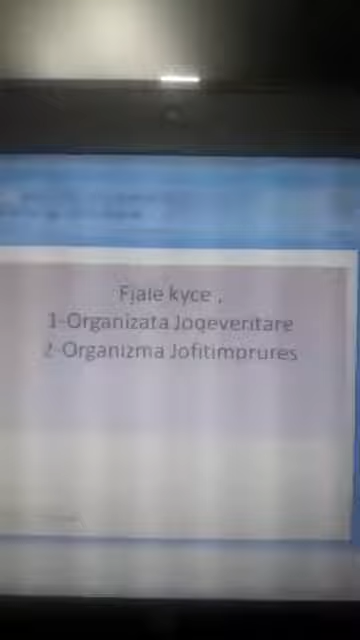 Fjale kyce .
1-Organizata Joqeveritare
2-Organizma Jofitimprures